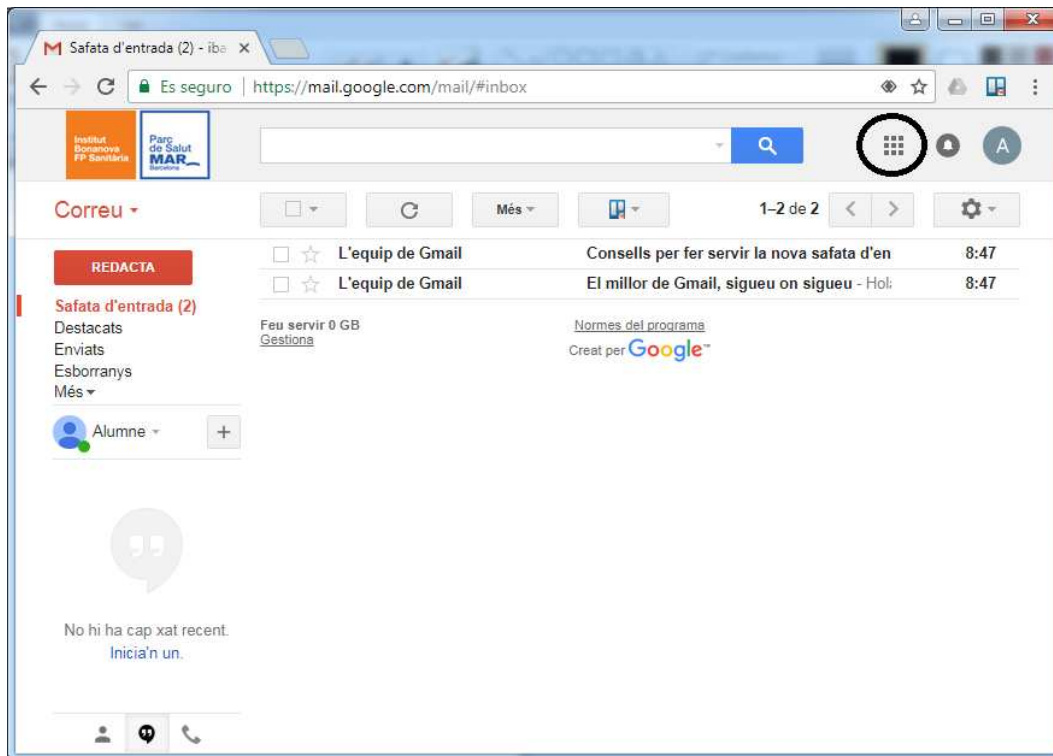 Safata d'entrada (2) - iba
Es seguro
https://mail.google.com/mail/#inbox
Institut
Bonanova
FP Sanitària
Parc
de Salut
MAR
Barcelona
A
Correu
Més
1–2 de 2
REDACTA
L'equip de Gmail Consells per fer servir la nova safata d'en 8:47
L'equip de Gmail El millor de Gmail, sigueu on sigueu - Hola 8:47
Safata d'entrada (2)
Destacats
Enviats
Esborranys
Més
Feu servir 0 GB
Gestiona
Normes del programa
Creat per Google™
Alumne
No hi ha cap xat recent.
Inicia'n un.